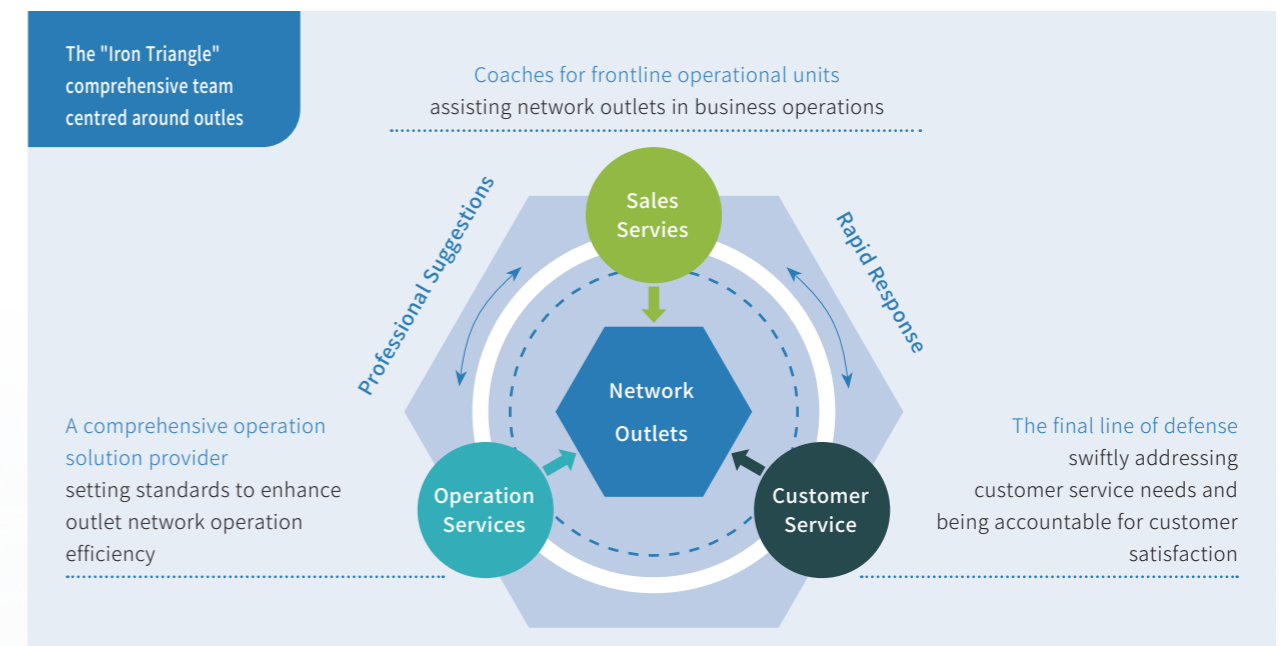 The "Iron Triangle"
comprehensive team
centred around outles
Coaches for frontline operational units
assisting network outlets in business operations
Professional Suggestions
Sales
Servies
Rapid Response
Network
Outlets
A comprehensive operation
solution provider
setting standards to enhance
outlet network operation
efficiency
Operation
Services
Customer
Service
The final line of defense
swiftly addressing
customer service needs and
being accountable for customer
satisfaction